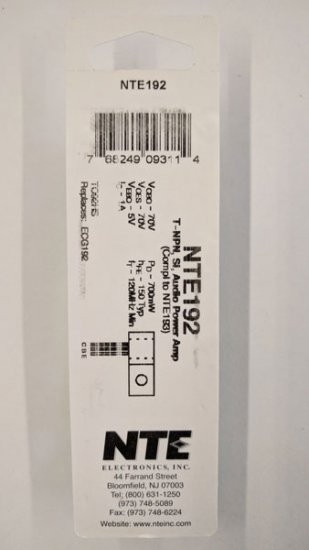 NTE192
7 68249 09311 4
NTE192
T-NPN, Si, Audio Power Amp
(Compl to NTE193)
VCBO - 70V
VCES - 70V
VEBO - 5V
IC - 1A
PD - 700mW
hFE - 150 Typ
fT - 120MHz Min
TO92HS
Replaces: ECG192
C B E
NTE
ELECTRONICS, INC.
44 Farrand Street
Bloomfield, NJ 07003
Tel; (800) 631-1250
(973) 748-5089
Fax: (973) 748-6224
Website: www.nteinc.com